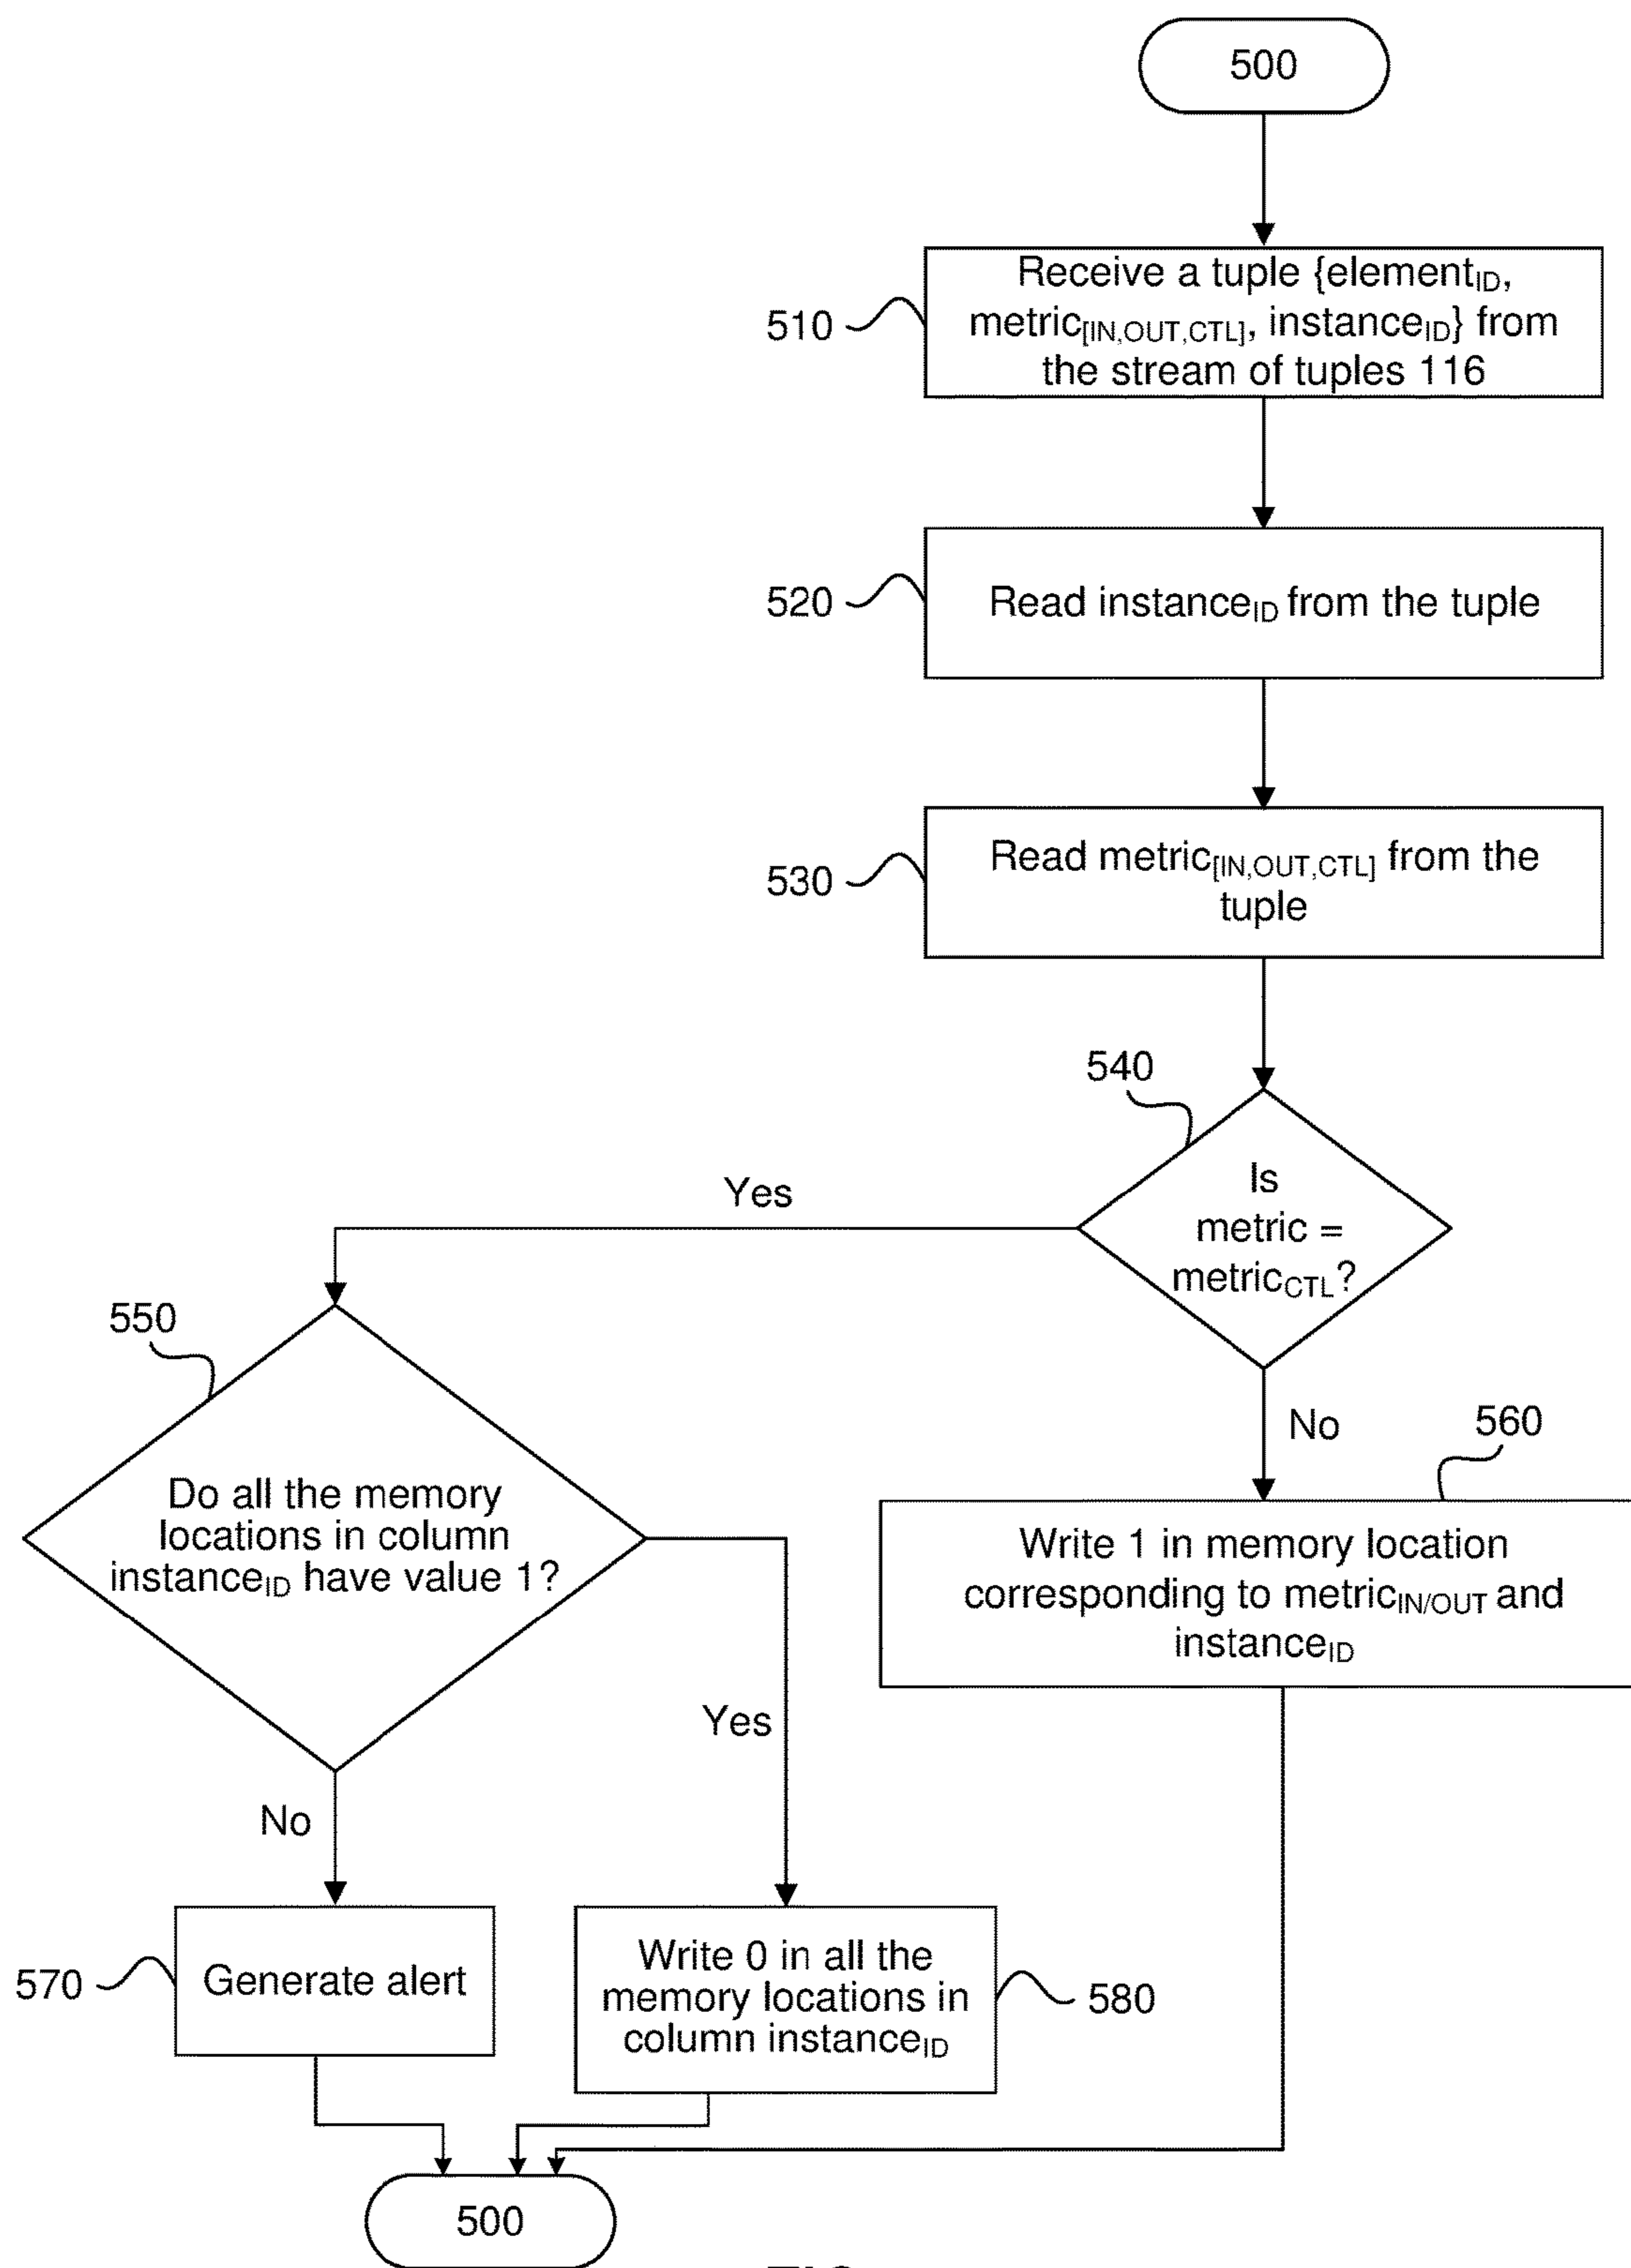 500
510
Receive a tuple {elementID,
metric[IN,OUT,CTL], instanceID} from
the stream of tuples 116
520
Read instanceID from the tuple
530
Read metric[IN,OUT,CTL] from the
tuple
540
Is
metric =
metricCTL?
Yes
550
Do all the memory
locations in column
instanceID have value 1?
No
560
Write 1 in memory location
corresponding to metricIN/OUT and
instanceID
Yes
No
570
Generate alert
Write 0 in all the
memory locations in
column instanceID
580
500